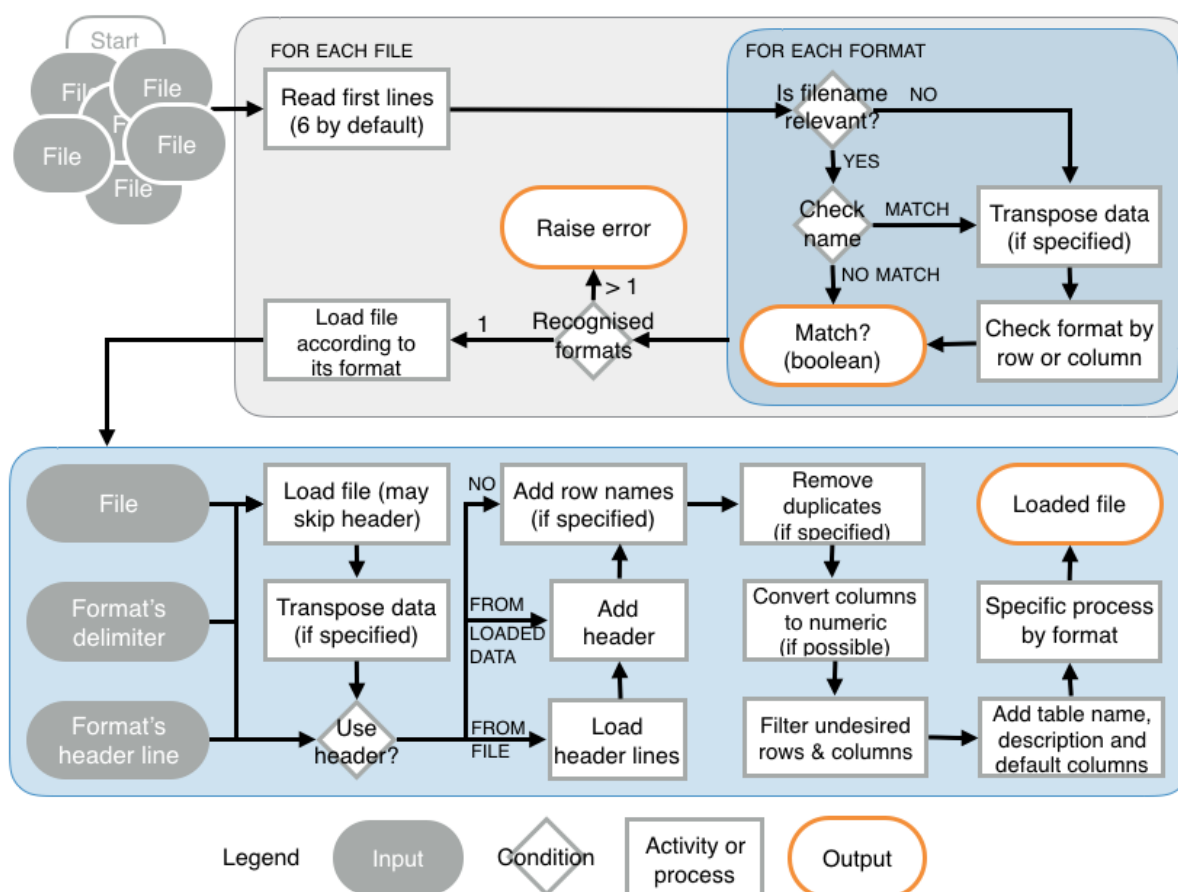 Start
File
File
File
File
File
F
FOR EACH FILE
Read first lines
(6 by default)
FOR EACH FORMAT
Is filename
relevant?
NO
YES
Check
name
MATCH
NO MATCH
Transpose data
(if specified)
Check format by
row or column
Match?
(boolean)
Recognised
formats
> 1
Raise error
1
Load file
according to
its format
File
Format's
delimiter
Format's
header line
Load file (may
skip header)
Transpose data
(if specified)
Use
header?
NO
FROM
LOADED
DATA
FROM
FILE
Add row names
(if specified)
Add
header
Load
header lines
Remove
duplicates
(if specified)
Convert columns
to numeric
(if possible)
Filter undesired
rows & columns
Add table name,
description and
default columns
Specific process
by format
Loaded file
Legend
Input
Condition
Activity or
process
Output